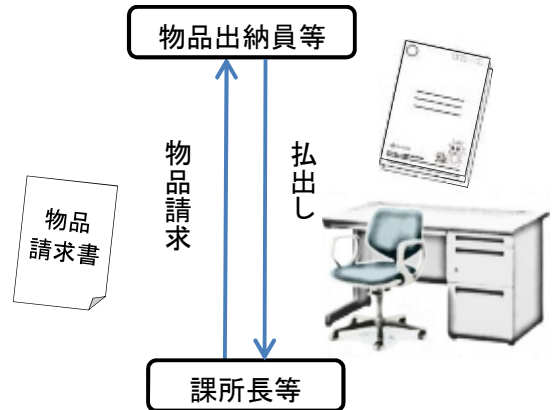 物品出納員等
物品請求
払出し
物品
請求書
課所長等